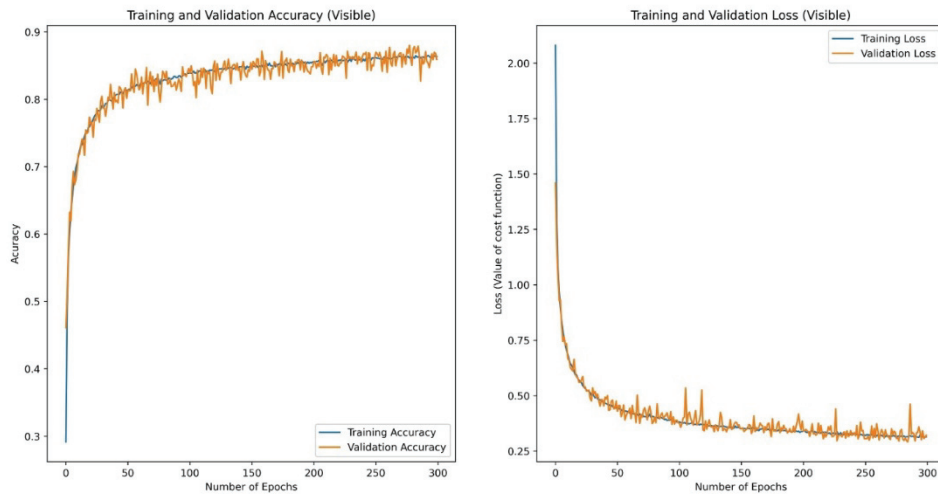 Training and Validation Accuracy (Visible)
0.9
0.8
0.7
0.6
0.5
0.4
0.3
Acuracy
0 50 100 150 200 250 300
Number of Epochs
Training Accuracy
Validation Accuracy
Training and Validation Loss (Visible)
2.00
1.75
1.50
1.25
1.00
0.75
0.50
0.25
Loss (Value of cost function)
0 50 100 150 200 250 300
Number of Epochs
Training Loss
Validation Loss